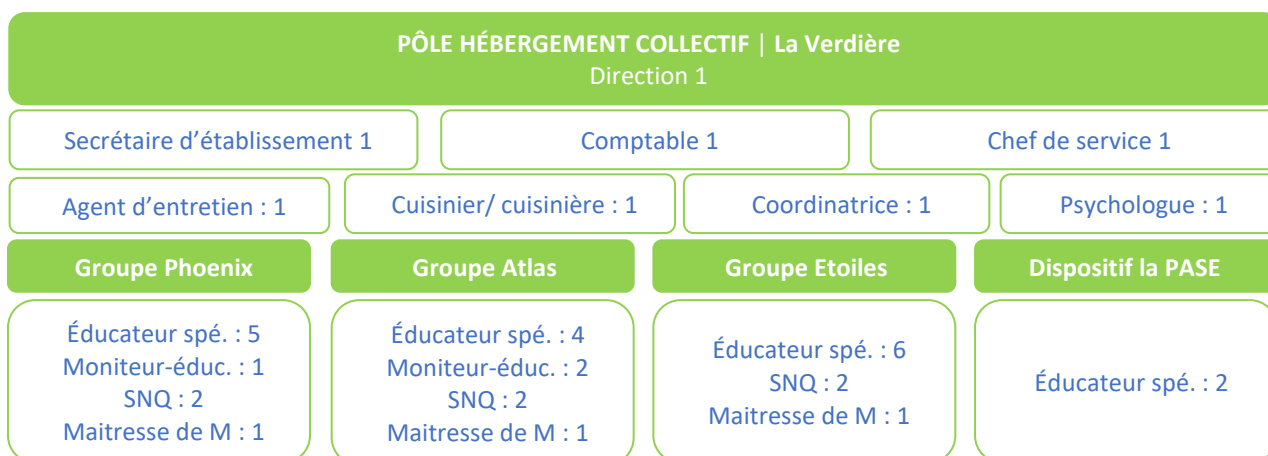 PÔLE HÉBERGEMENT COLLECTIF | La Verdière
Direction 1
Secrétaire d’établissement 1
Comptable 1
Chef de service 1
Agent d’entretien : 1
Cuisinier/ cuisinière : 1
Coordinatrice : 1
Psychologue : 1
Groupe Phoenix
Groupe Atlas
Groupe Etoiles
Dispositif la PASE
Éducateur spé. : 5
Moniteur-éduc. : 1
SNQ : 2
Maitresse de M : 1
Éducateur spé. : 4
Moniteur-éduc. : 2
SNQ : 2
Maitresse de M : 1
Éducateur spé. : 6
SNQ : 2
Maitresse de M : 1
Éducateur spé. : 2